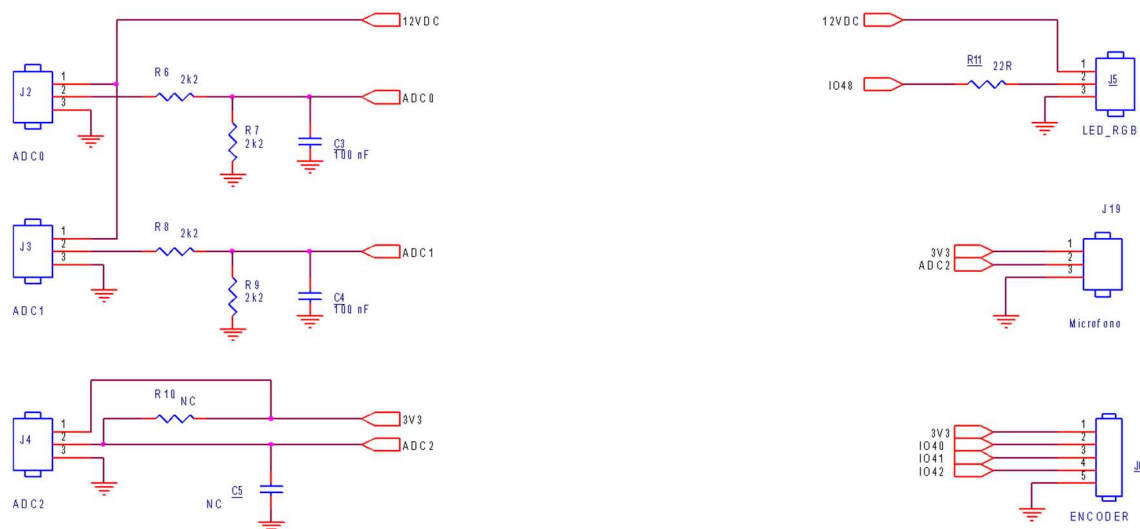 12VDC
1
2
3
J2
R6
2k2
ADC0
R7
2k2
C3
100 nF
ADC0
1
2
3
J3
R8
2k2
ADC1
R9
2k2
C4
100 nF
ADC1
1
2
3
J4
R10
NC
3V3
ADC2
C5
NC
ADC2
12VDC
R11
22R
IO48
1
2
3
J5
LED_RGB
J19
3V3
ADC2
1
2
3
Microfono
3V3
IO40
IO41
IO42
1
2
3
4
5
ENCODER